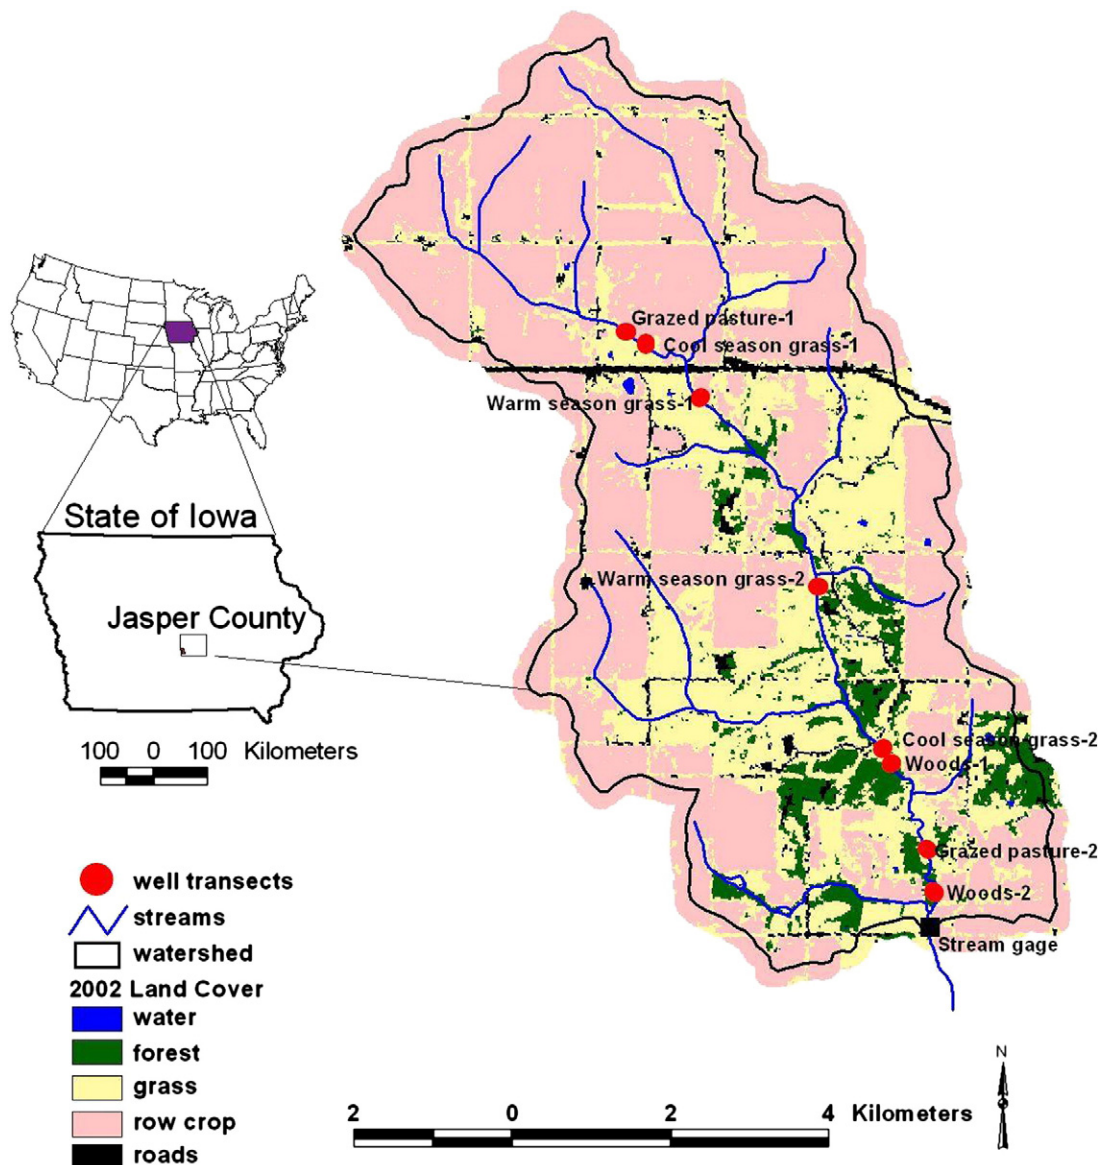 Grazed pasture-1
Cool season grass-1
Warm season grass-1
State of Iowa
Warm season grass-2
Jasper County
Cool season grass-2
100 0 100 Kilometers
Woods-1
Grazed pasture-2
well transects
Woods-2
streams
Stream gage
watershed
2002 Land Cover
water
forest
N
grass
2 0 2 4 Kilometers
row crop
roads